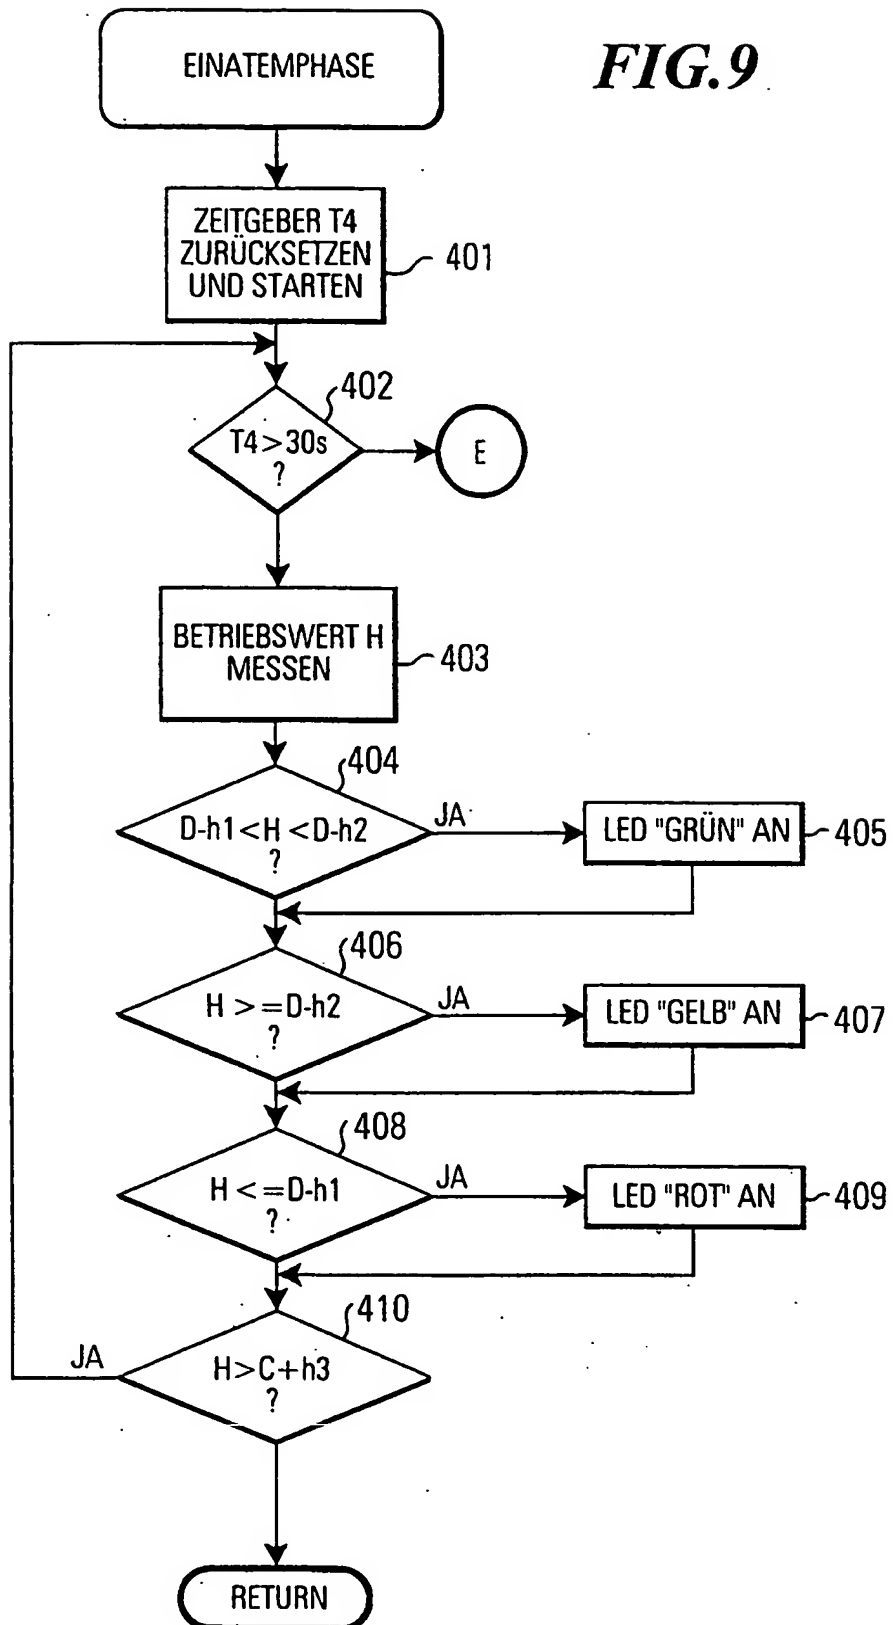 EINATEMPHASE
FIG.9
ZEITGEBER T4
ZURÜCKSETZEN
UND STARTEN
401
402
T4>30s
?
E
BETRIEBSWERT H
MESSEN
403
404
D-h1<H<D-h2
?
JA
LED "GRÜN" AN
405
406
H>=D-h2
?
JA
LED "GELB" AN
407
408
H<=D-h1
?
JA
LED "ROT" AN
409
410
JA
H>C+h3
?
RETURN